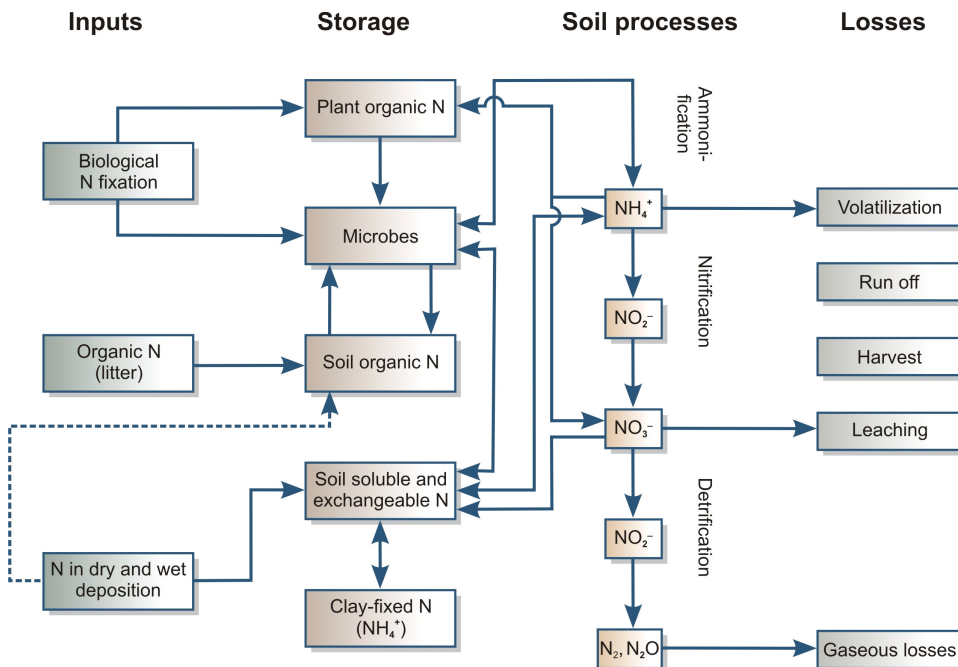 Inputs
Storage
Soil processes
Losses
Biological
N fixation
Organic N
(litter)
N in dry and wet
deposition
Plant organic N
Microbes
Soil organic N
Soil soluble and
exchangeable N
Clay-fixed N
(NH₄⁺)
Ammoni-
fication
NH₄⁺
Nitrification
NO₂⁻
NO₃⁻
Detrification
NO₂⁻
N₂, N₂O
Volatilization
Run off
Harvest
Leaching
Gaseous losses